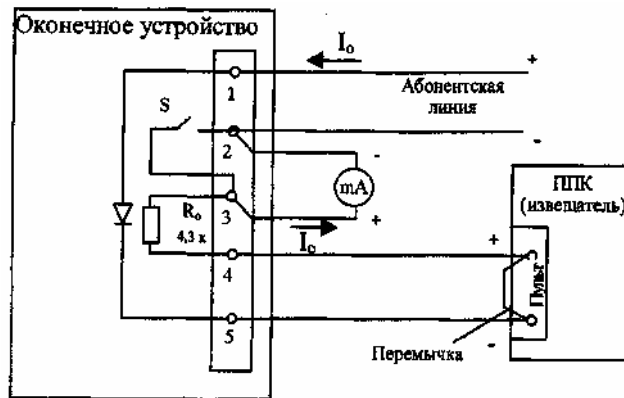 Оконечное устройство
I₀
+
1
Абонентская
линия
S
2
-
-
mA
ППК
(извещатель)
R₀
4,3 к
3
+
I₀
+
4
Пульт
5
-
Перемычка